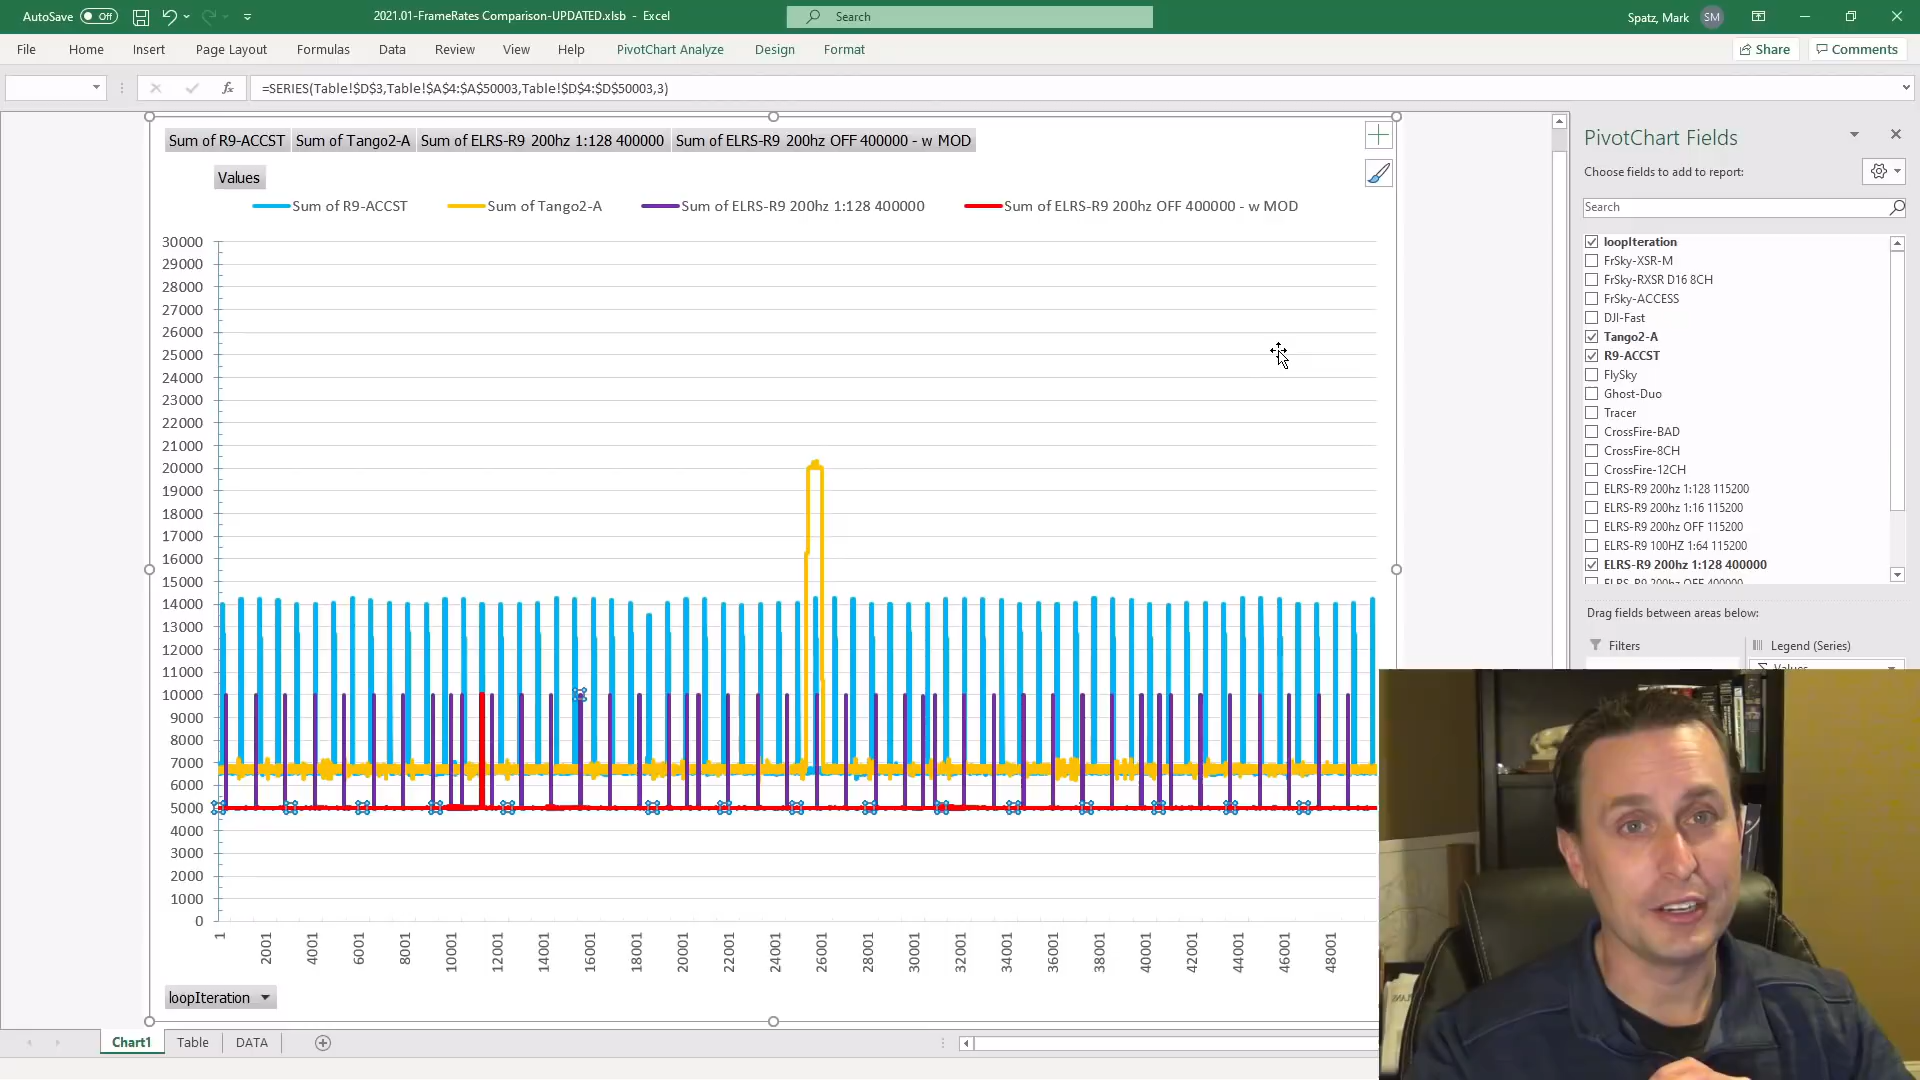 AutoSave Off 2021.01-FrameRates Comparison-UPDATED.xlsb - Excel Search Spatz, Mark SM
File Home Insert Page Layout Formulas Data Review View Help PivotChart Analyze Design Format Share Comments
fx =SERIES(Table!$D$3,Table!$A$4:$A$50003,Table!$D$4:$D$50003,3)
Sum of R9-ACCST Sum of Tango2-A Sum of ELRS-R9 200hz 1:128 400000 Sum of ELRS-R9 200hz OFF 400000 - w MOD
Values
Sum of R9-ACCST Sum of Tango2-A Sum of ELRS-R9 200hz 1:128 400000 Sum of ELRS-R9 200hz OFF 400000 - w MOD
30000
29000
28000
27000
26000
25000
24000
23000
22000
21000
20000
19000
18000
17000
16000
15000
14000
13000
12000
11000
10000
9000
8000
7000
6000
5000
4000
3000
2000
1000
0
1 2001 4001 6001 8001 10001 12001 14001 16001 18001 20001 22001 24001 26001 28001 30001 32001 34001 36001 38001 40001 42001 44001 46001 48001
loopIteration
Chart1 Table DATA
PivotChart Fields
Choose fields to add to report:
Search
loopIteration
FrSky-XSR-M
FrSky-RXSR D16 8CH
FrSky-ACCESS
DJI-Fast
Tango2-A
R9-ACCST
FlySky
Ghost-Duo
Tracer
CrossFire-BAD
CrossFire-8CH
CrossFire-12CH
ELRS-R9 200hz 1:128 115200
ELRS-R9 200hz 1:16 115200
ELRS-R9 200hz OFF 115200
ELRS-R9 100HZ 1:64 115200
ELRS-R9 200hz 1:128 400000
ELRS-R9 200hz OFF 400000
Drag fields between areas below:
Filters Legend (Series)
Values